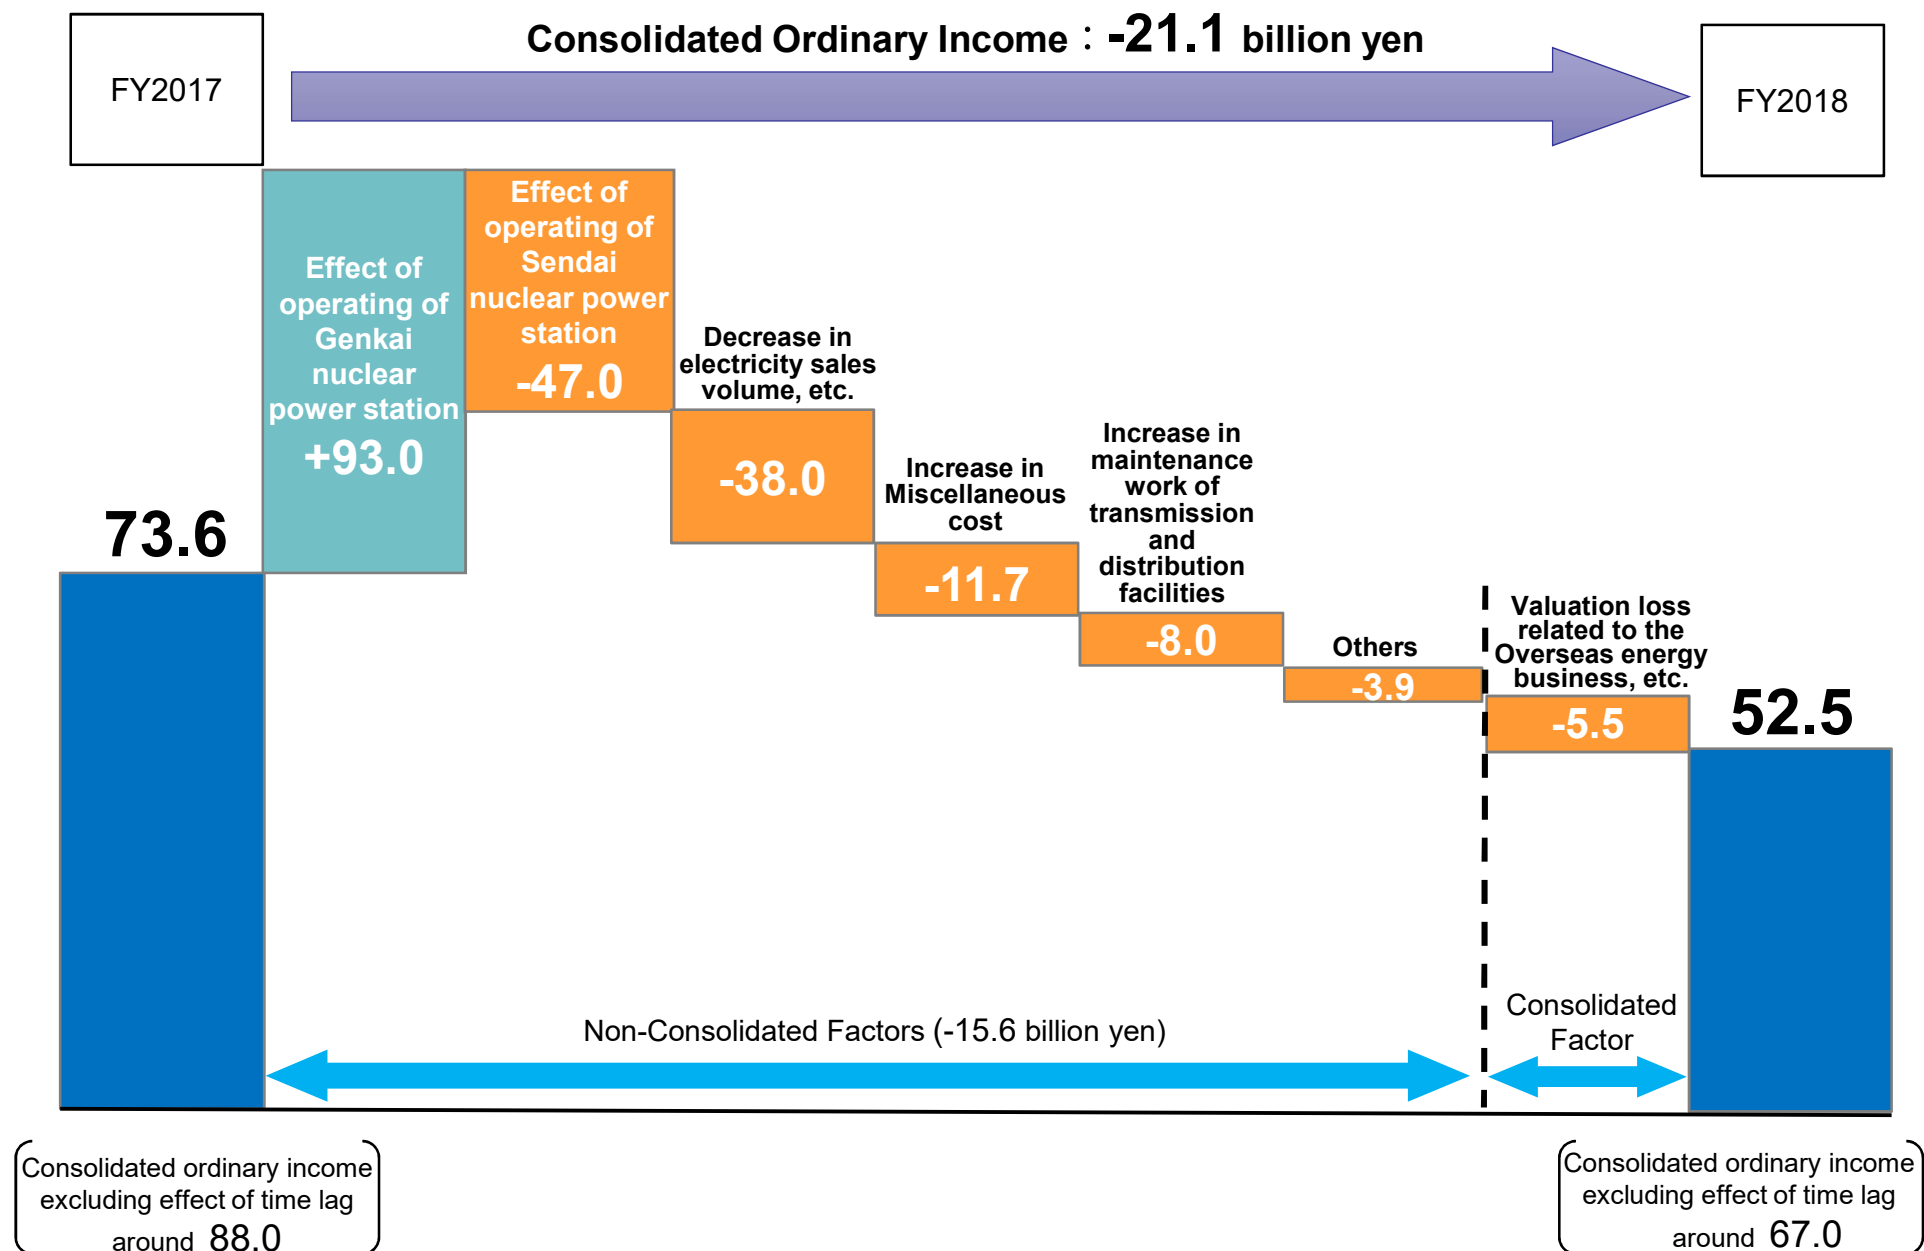 Consolidated Ordinary Income：-21.1 billion yen
FY2017
FY2018
Effect of
operating of
Genkai
nuclear
power station
+93.0
Effect of
operating of
Sendai
nuclear power
station
-47.0
Decrease in
electricity sales
volume, etc.
-38.0
Increase in
Miscellaneous
cost
-11.7
Increase in
maintenance
work of
transmission
and
distribution
facilities
-8.0
Others
-3.9
Valuation loss
related to the
Overseas energy
business, etc.
-5.5
73.6
52.5
Non-Consolidated Factors (-15.6 billion yen)
Consolidated
Factor
Consolidated ordinary income
excluding effect of time lag
around 88.0
Consolidated ordinary income
excluding effect of time lag
around 67.0